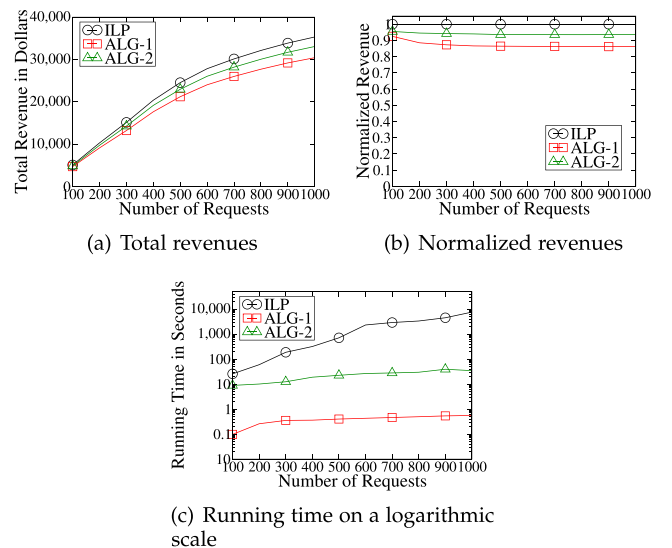 40,000
30,000
20,000
10,000
0
Total Revenue in Dollars
ILP
ALG-1
ALG-2
100 300 500 700 900 1000
Number of Requests
(a) Total revenues
1
0.9
0.8
0.7
0.6
0.5
0.4
0.3
0.2
0.1
0
Normalized Revenue
ILP
ALG-1
ALG-2
100 200 300 400 500 600 700 800 900 1000
Number of Requests
(b) Normalized revenues
10,000
1,000
100
10
1
0.1
10
Running Time in Seconds
ILP
ALG-1
ALG-2
100 200 300 400 500 600 700 800 900 1000
Number of Requests
(c) Running time on a logarithmic
scale